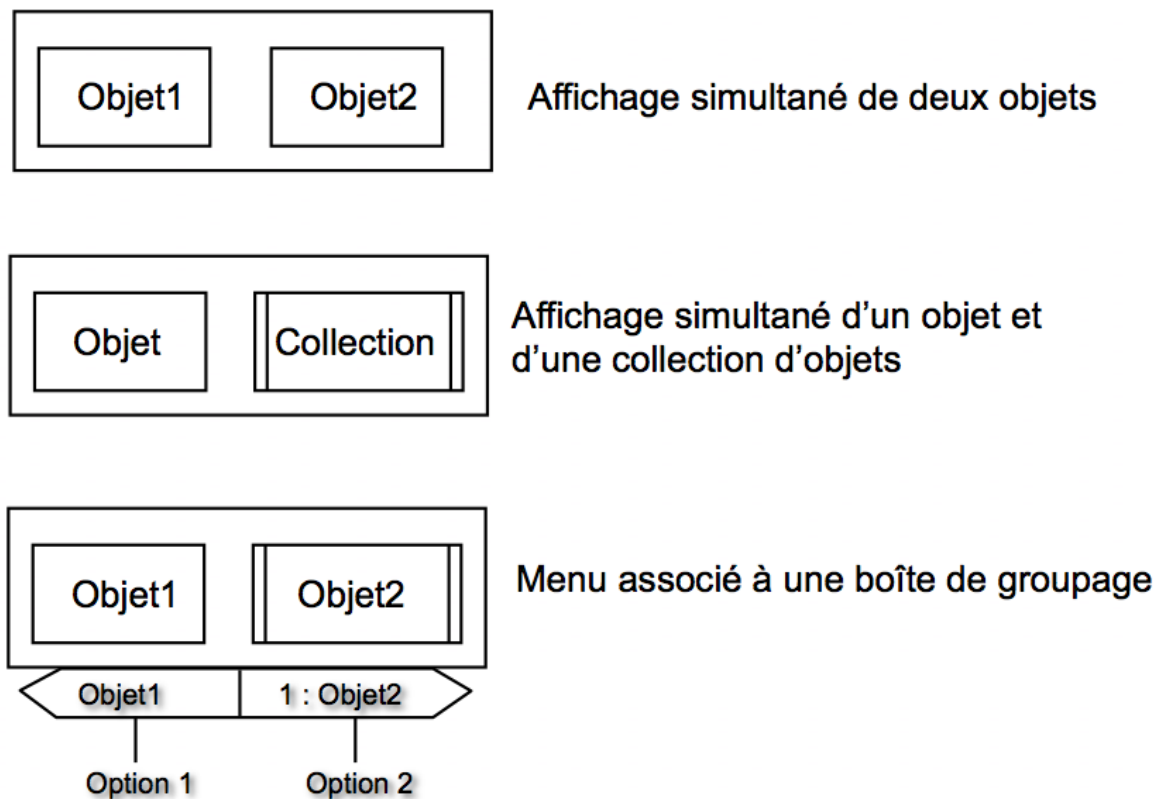 Objet1
Objet2
Affichage simultané de deux objets
Objet
Collection
Affichage simultané d'un objet et
d'une collection d'objets
Objet1
Objet2
Menu associé à une boîte de groupage
Objet1
1 : Objet2
Option 1
Option 2